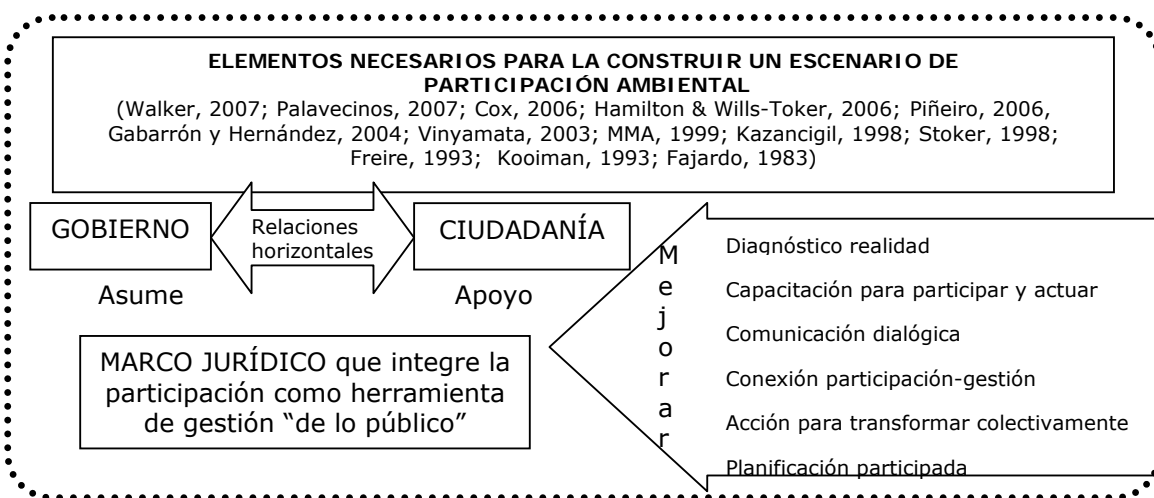 ELEMENTOS NECESARIOS PARA LA CONSTRUIR UN ESCENARIO DE
PARTICIPACIÓN AMBIENTAL
(Walker, 2007; Palavecinos, 2007; Cox, 2006; Hamilton & Wills-Toker, 2006; Piñeiro, 2006,
Gabarrón y Hernández, 2004; Vinyamata, 2003; MMA, 1999; Kazancigil, 1998; Stoker, 1998;
Freire, 1993; Kooiman, 1993; Fajardo, 1983)
GOBIERNO
Relaciones
horizontales
CIUDADANÍA
Asume
Apoyo
MARCO JURÍDICO que integre la
participación como herramienta
de gestión “de lo público”
M
e
j
o
r
a
r
Diagnóstico realidad
Capacitación para participar y actuar
Comunicación dialógica
Conexión participación-gestión
Acción para transformar colectivamente
Planificación participada